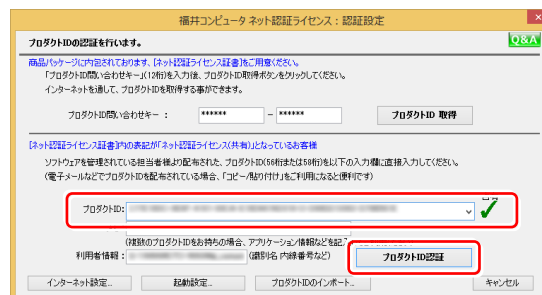 福井コンピュータ ネット認証ライセンス：認証設定
プロダクトIDの認証を行います。
Q&A
商品パッケージに内包されております、[ネット認証ライセンス証書]をご用意ください。
「プロダクトID問い合わせキー」(12桁)を入力後、プロダクトID取得ボタンをクリックしてください。
インターネットを通して、プロダクトIDを取得する事ができます。
プロダクトID問い合わせキー： ****** － ****** プロダクトID 取得
[ネット認証ライセンス証書]内の表記が「ネット認証ライセンス(共有)」となっているお客様
ソフトウェアを管理されている担当者様より配布された、プロダクトID(56桁または58桁)を以下の入力欄に直接入力してください。
(電子メールなどでプロダクトIDを配布されている場合、「コピー/貼り付け」をご利用になると便利です)
プロダクトID:
(複数のプロダクトIDをお持ちの場合、アプリケーション情報などを記入
利用者情報： (識別名 内線番号など) プロダクトID認証
インターネット設定... 起動設定... プロダクトIDのインポート... キャンセル